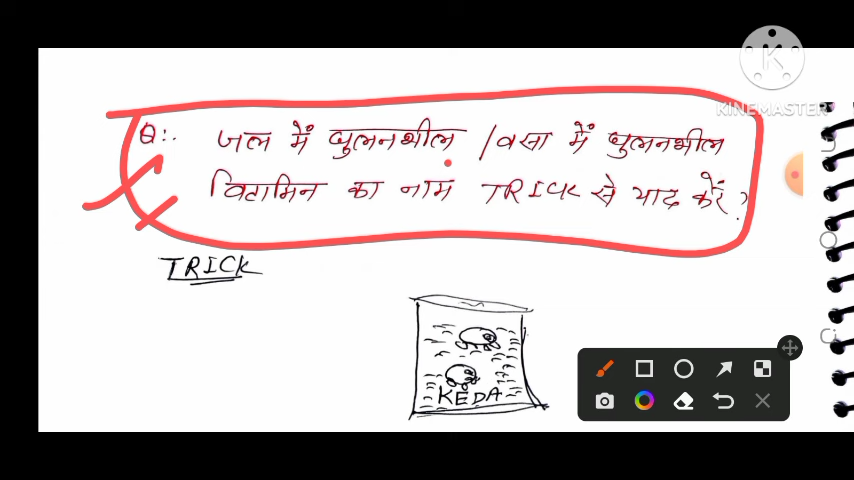 KINEMASTER
Q:- जल में घुलनशील / वसा में घुलनशील
विटामिन का नाम TRICK से याद करें ?
TRICK
KEDA